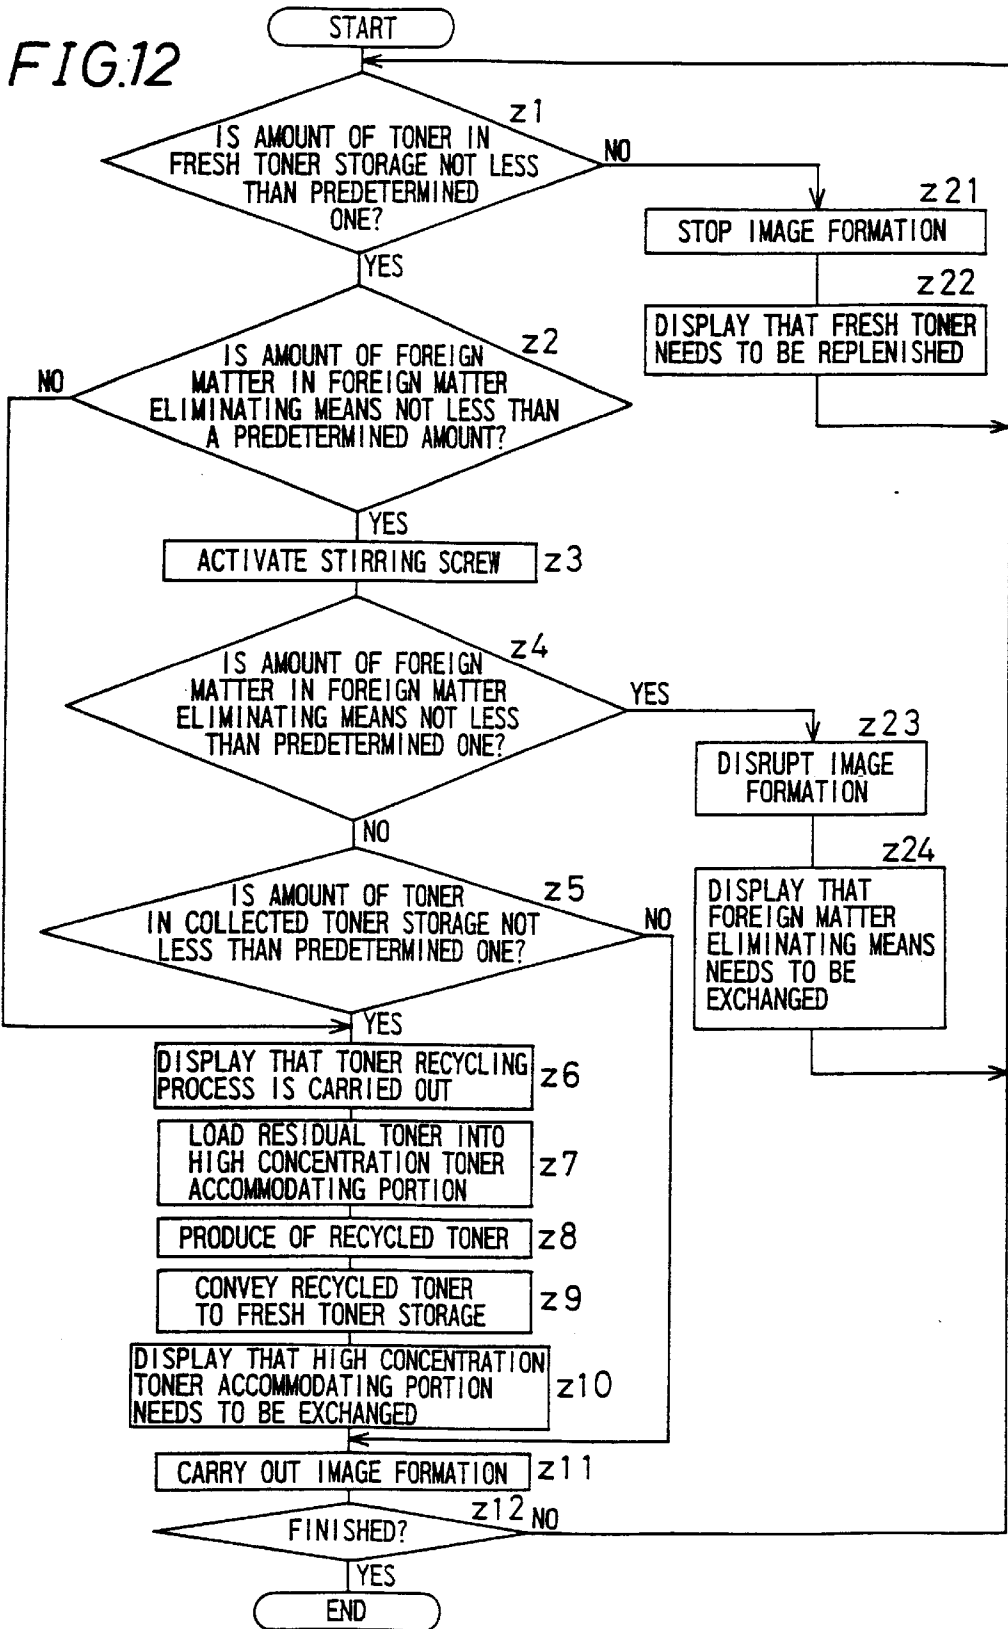 FIG.12
START
z1
IS AMOUNT OF TONER IN
FRESH TONER STORAGE NOT LESS
THAN PREDETERMINED
ONE?
NO
YES
z21
STOP IMAGE FORMATION
z22
DISPLAY THAT FRESH TONER
NEEDS TO BE REPLENISHED
z2
IS AMOUNT OF FOREIGN
MATTER IN FOREIGN MATTER
ELIMINATING MEANS NOT LESS THAN
A PREDETERMINED AMOUNT?
NO
YES
ACTIVATE STIRRING SCREW
z3
z4
IS AMOUNT OF FOREIGN
MATTER IN FOREIGN MATTER
ELIMINATING MEANS NOT LESS
THAN PREDETERMINED ONE?
YES
NO
z23
DISRUPT IMAGE
FORMATION
z24
DISPLAY THAT
FOREIGN MATTER
ELIMINATING MEANS
NEEDS TO BE
EXCHANGED
z5
IS AMOUNT OF TONER
IN COLLECTED TONER STORAGE NOT
LESS THAN PREDETERMINED ONE?
NO
YES
DISPLAY THAT TONER RECYCLING
PROCESS IS CARRIED OUT
z6
LOAD RESIDUAL TONER INTO
HIGH CONCENTRATION TONER
ACCOMMODATING PORTION
z7
PRODUCE OF RECYCLED TONER
z8
CONVEY RECYCLED TONER
TO FRESH TONER STORAGE
z9
DISPLAY THAT HIGH CONCENTRATION
TONER ACCOMMODATING PORTION
NEEDS TO BE EXCHANGED
z10
CARRY OUT IMAGE FORMATION
z11
z12
FINISHED?
NO
YES
END